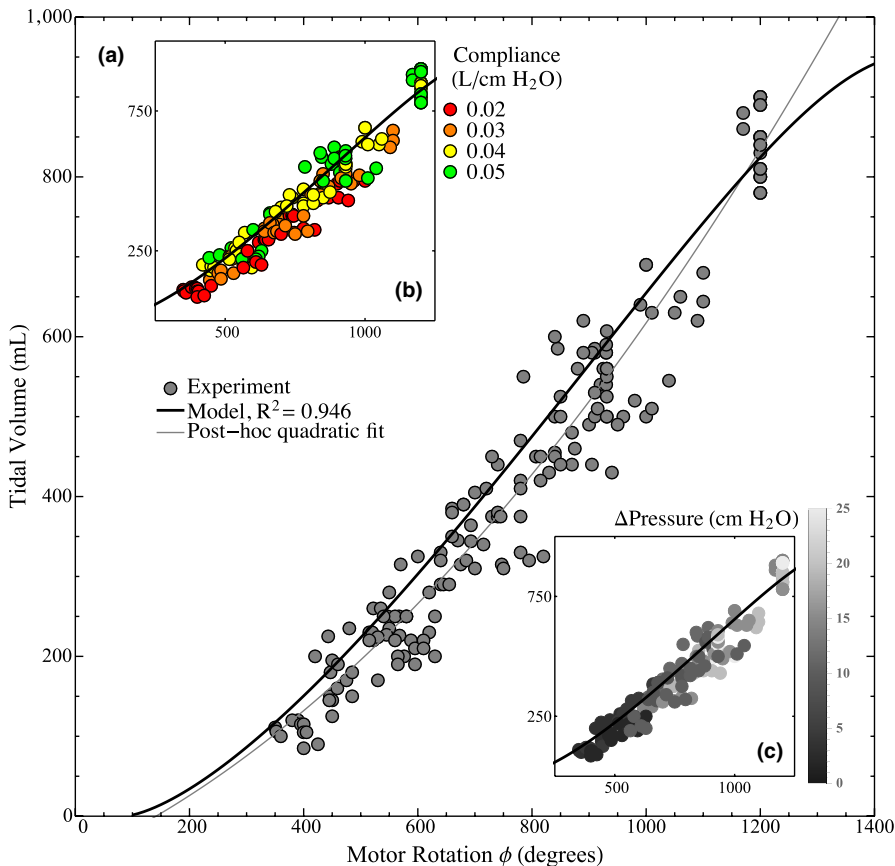 1,000
800
600
400
200
0
0
200
400
600
800
1000
1200
1400
Tidal Volume (mL)
Motor Rotation ϕ (degrees)
(a)
750
250
500
1000
(b)
Compliance
(L/cm H₂O)
0.02
0.03
0.04
0.05
Experiment
Model, R² = 0.946
Post−hoc quadratic fit
ΔPressure (cm H₂O)
750
250
500
1000
(c)
25
20
15
10
5
0